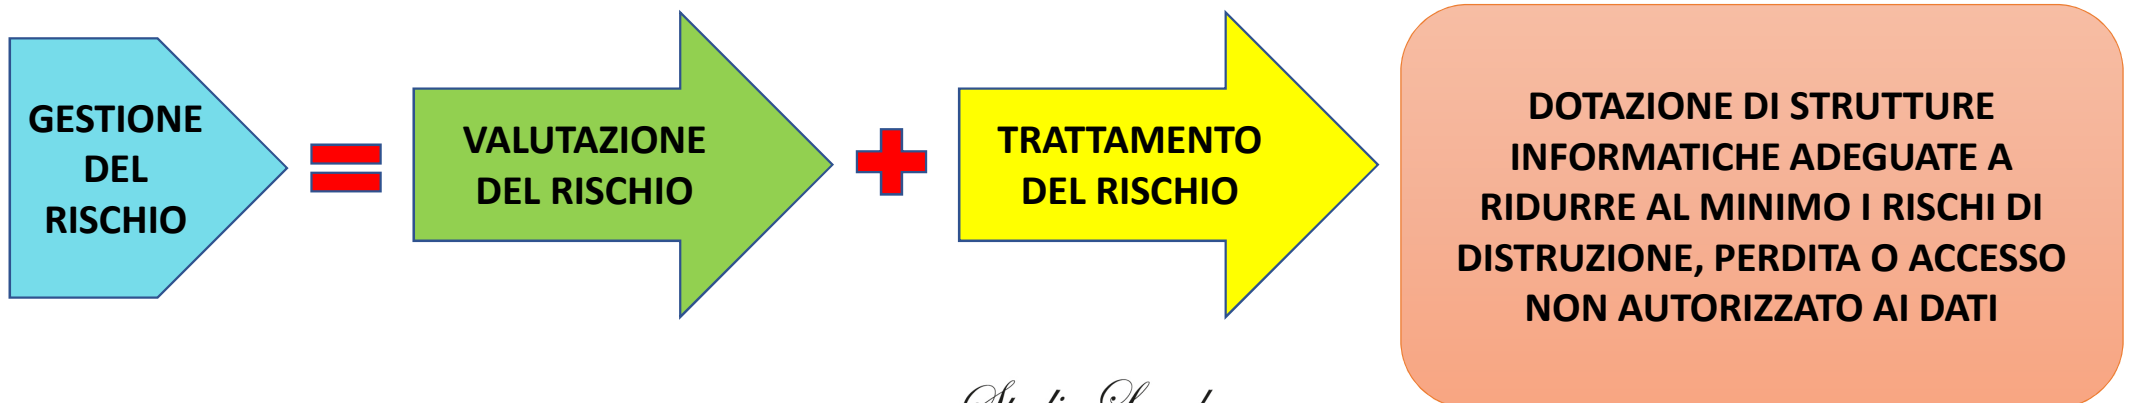 GESTIONE
DEL
RISCHIO
VALUTAZIONE
DEL RISCHIO
TRATTAMENTO
DEL RISCHIO
DOTAZIONE DI STRUTTURE
INFORMATICHE ADEGUATE A
RIDURRE AL MINIMO I RISCHI DI
DISTRUZIONE, PERDITA O ACCESSO
NON AUTORIZZATO AI DATI
Studio